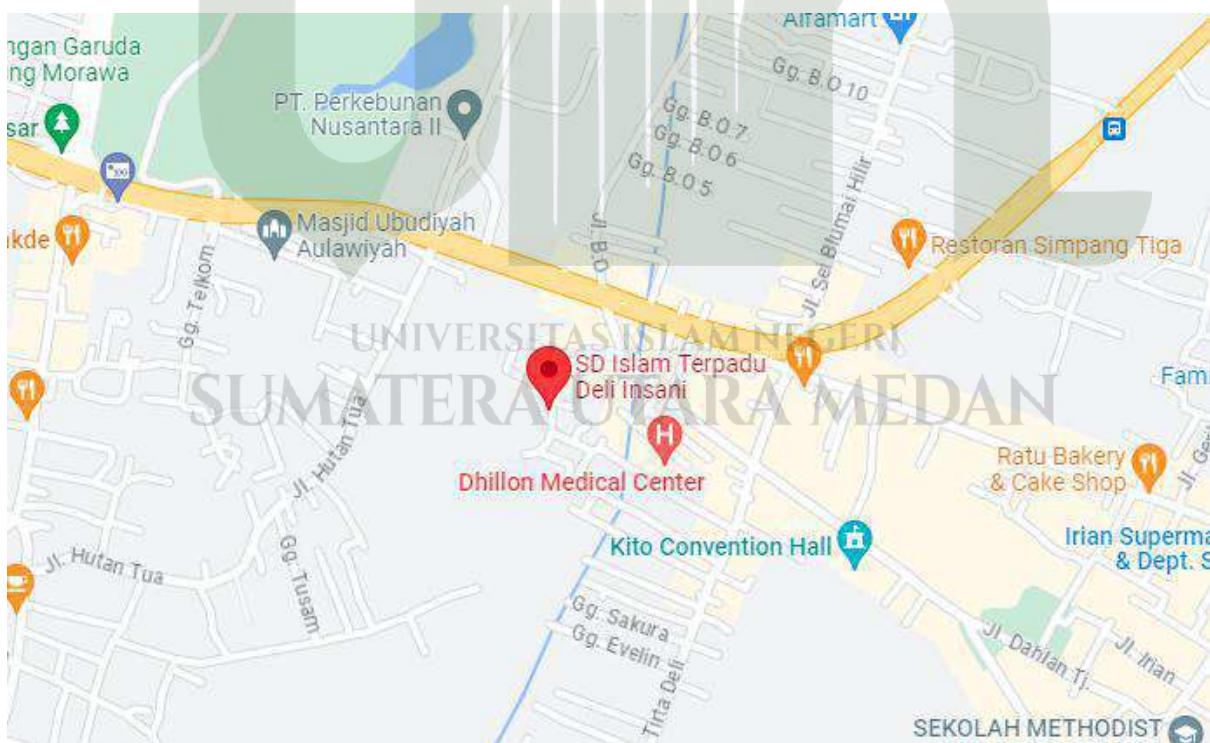 Alfamart
ngan Garuda
ng Morawa
Gg. B.O 10
PT. Perkebunan
Nusantara II
Gg. B.O 7
sar
Gg. B.O 6
Gg. B.O 5
Masjid Ubudiyah
Aulawiyah
kde
Jl. B.O
Jl. Sei Blumai Hilir
Restoran Simpang Tiga
Gg. Telkom
UNIVERSITAS ISLAM NEGERI
SUMATERA UTARA MEDAN
SD Islam Terpadu
Deli Insani
Fam
Jl. Hutan Tua
H
Dhillon Medical Center
Ratu Bakery
& Cake Shop
Kito Convention Hall
Irian Superma
& Dept. S
Jl. Hutan Tua
Gg. Tusam
Gg. Sakura
Gg. Evelin
Jl. Dahlan Tj.
Jl. Irian
Tirta Deli
SEKOLAH METHODIST